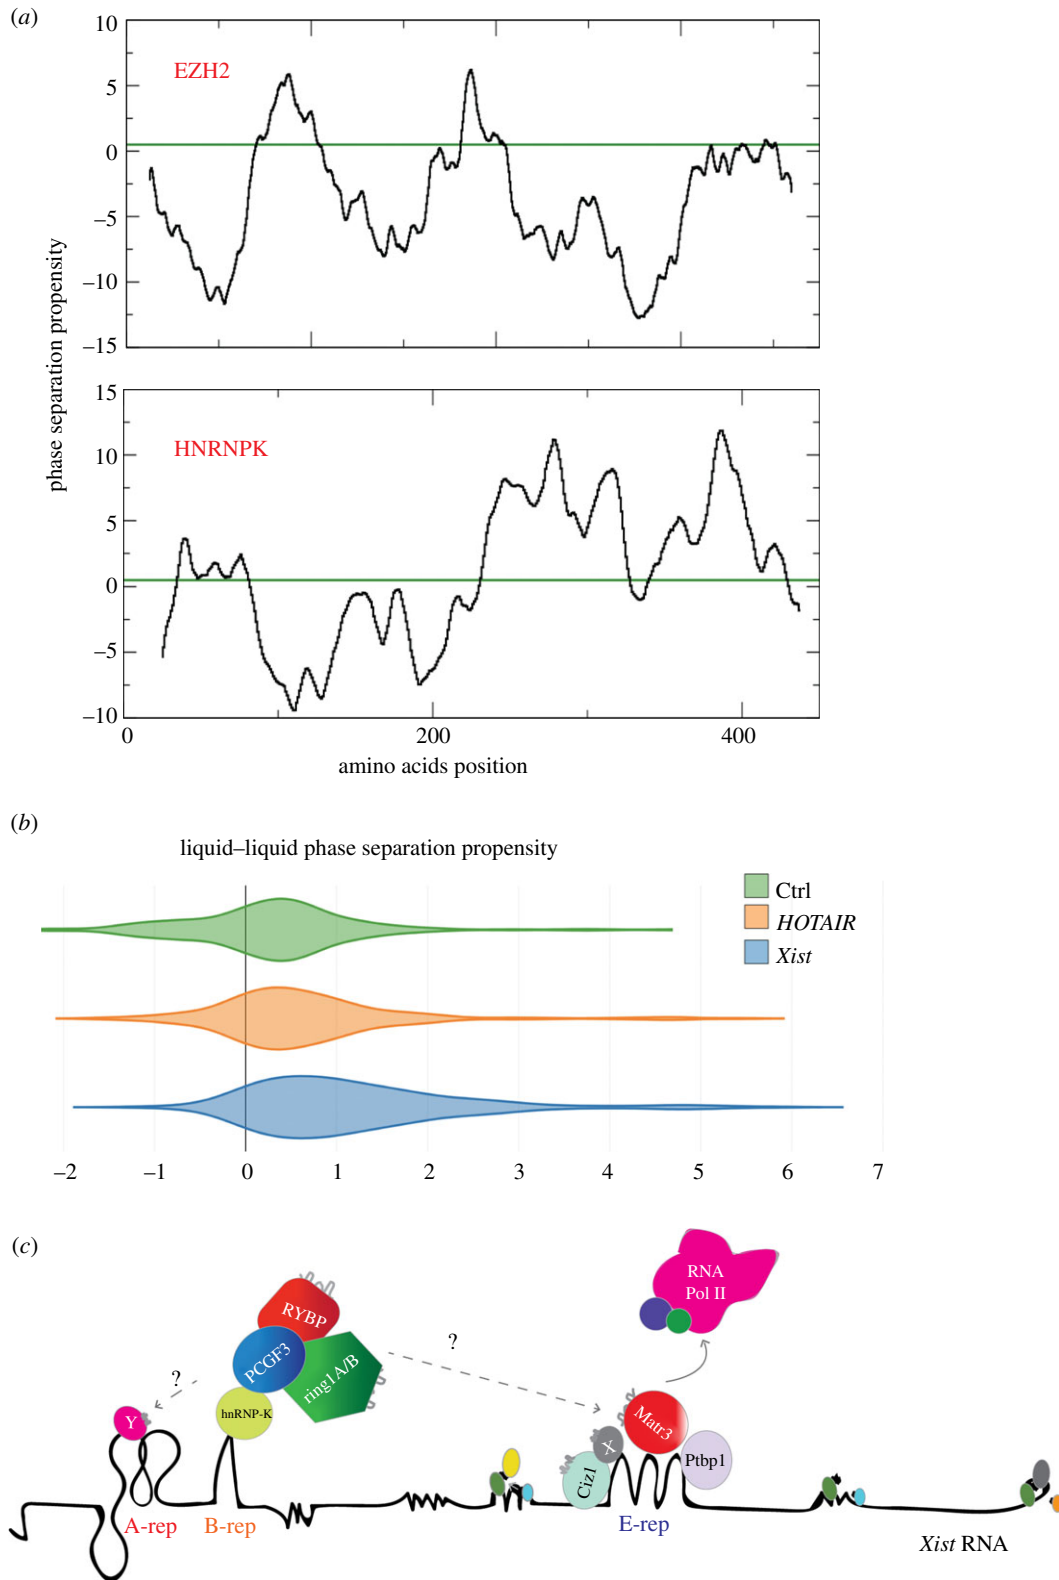 (a)
10
EZH2
5
0
−5
−10
−15
phase separation propensity
15
HNRNPK
10
5
0
−5
−10
0 200 400
amino acids position
(b)
liquid–liquid phase separation propensity
Ctrl
HOTAIR
Xist
−2 −1 0 1 2 3 4 5 6 7
(c)
RNA
Pol II
RYBP
PCGF3
ring1A/B
hnRNP-K
?
?
Y
Matr3
X
Ptbp1
Ciz1
A-rep B-rep E-rep
Xist RNA